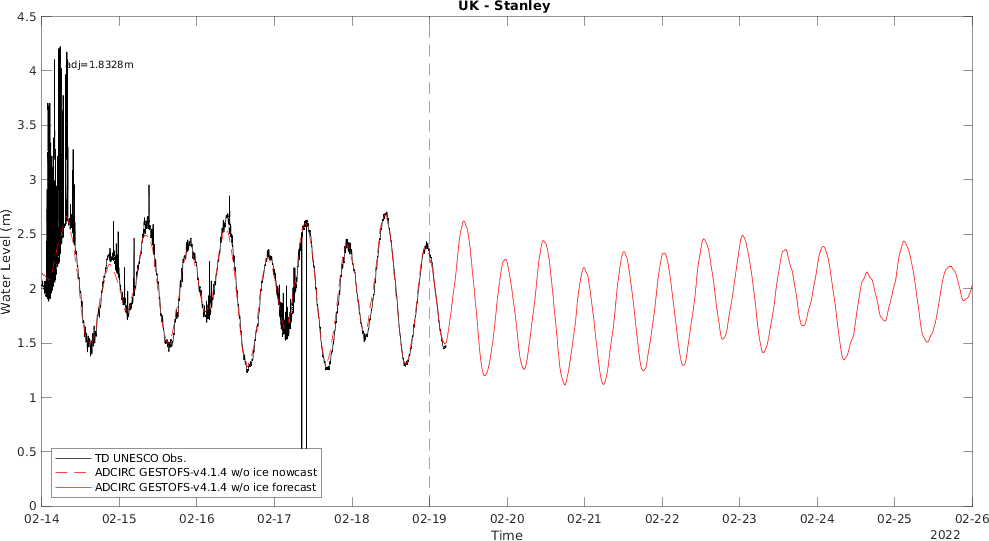 UK - Stanley
4.5
4
3.5
3
2.5
2
1.5
1
0.5
0
Water Level (m)
adj=1.8328m
TD UNESCO Obs.
ADCIRC GESTOFS-v4.1.4 w/o ice nowcast
ADCIRC GESTOFS-v4.1.4 w/o ice forecast
02-14 02-15 02-16 02-17 02-18 02-19 02-20 02-21 02-22 02-23 02-24 02-25 02-26
Time
2022